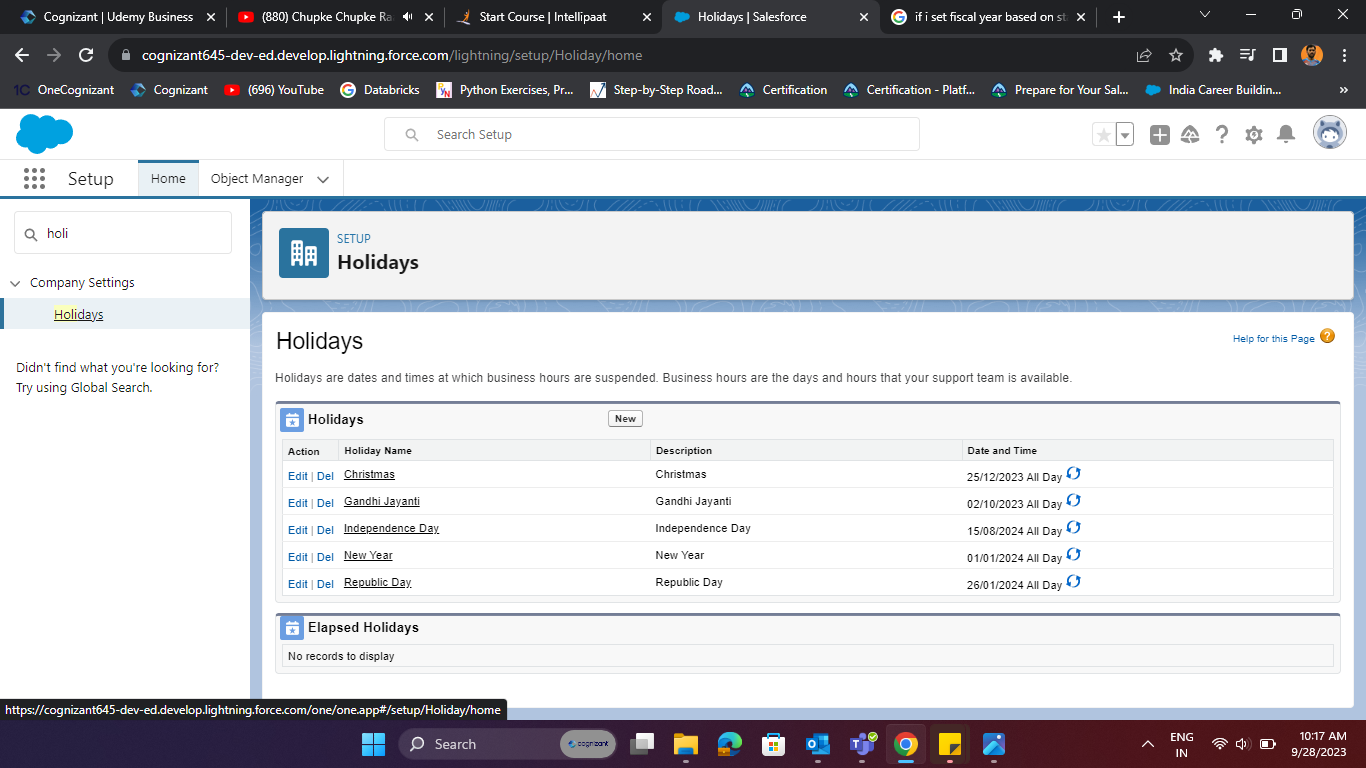 Cognizant | Udemy Business
(880) Chupke Chupke Ra
Start Course | Intellipaat
Holidays | Salesforce
if i set fiscal year based on sta
cognizant645-dev-ed.develop.lightning.force.com/lightning/setup/Holiday/home
1C OneCognizant
Cognizant
(696) YouTube
Databricks
Python Exercises, Pr...
Step-by-Step Road...
Certification
Certification - Platf...
Prepare for Your Sal...
India Career Buildin...
»
Search Setup
Setup
Home
Object Manager
holi
Company Settings
Holidays
Didn't find what you're looking for?
Try using Global Search.
SETUP
Holidays
Holidays
Help for this Page ?
Holidays are dates and times at which business hours are suspended. Business hours are the days and hours that your support team is available.
Holidays
New
Action Holiday Name Description Date and Time
Edit | Del Christmas Christmas 25/12/2023 All Day
Edit | Del Gandhi Jayanti Gandhi Jayanti 02/10/2023 All Day
Edit | Del Independence Day Independence Day 15/08/2024 All Day
Edit | Del New Year New Year 01/01/2024 All Day
Edit | Del Republic Day Republic Day 26/01/2024 All Day
Elapsed Holidays
No records to display
https://cognizant645-dev-ed.develop.lightning.force.com/one/one.app#/setup/Holiday/home
Search
cognizant
ENG
IN
10:17 AM
9/28/2023